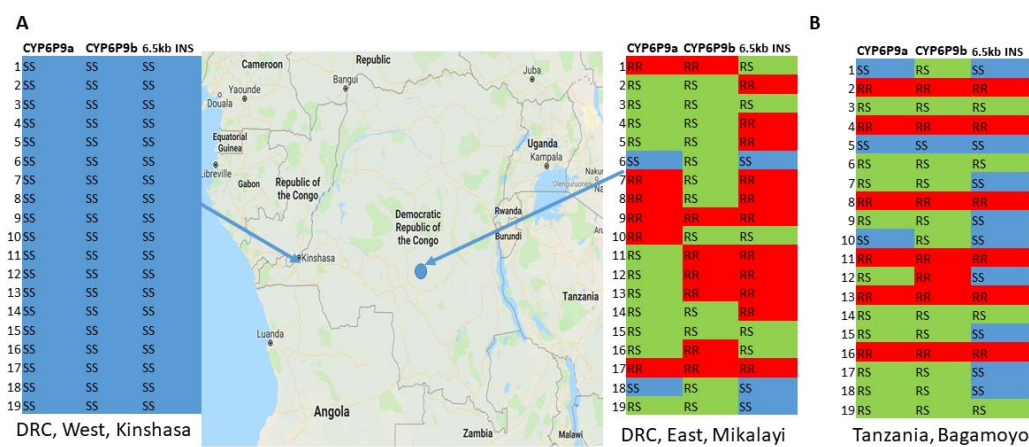 A
CYP6P9a CYP6P9b 6.5kb INS
1 SS SS SS
2 SS SS SS
3 SS SS SS
4 SS SS SS
5 SS SS SS
6 SS SS SS
7 SS SS SS
8 SS SS SS
9 SS SS SS
10 SS SS SS
11 SS SS SS
12 SS SS SS
13 SS SS SS
14 SS SS SS
15 SS SS SS
16 SS SS SS
17 SS SS SS
18 SS SS SS
19 SS SS SS
DRC, West, Kinshasa
Cameroon
Republic
Bangui
Juba
Yaounde
Douala
Equatorial
Guinea
Libreville
Gabon
Republic of
the Congo
Uganda
Kampala
Democratic
Republic of
the Congo
Rwanda
Burundi
Kinshasa
Tanzania
Luanda
Angola
Zambia
Malawi
CYP6P9a CYP6P9b 6.5kb INS
1 RR RR RS
2 RS RS RR
3 RS RS RS
4 RS RS RR
5 RS RS RR
6 SS RS SS
7 RR RS RR
8 RR RS RR
9 RR RR RR
10 RR RS RS
11 RS RR RR
12 RS RR RR
13 RS RR RR
14 RS RS RR
15 RS RS RS
16 RS RR RS
17 RR RR RR
18 SS RS SS
19 RS RS SS
DRC, East, Mikalayi
B
CYP6P9a CYP6P9b 6.5kb INS
1 SS RS SS
2 RR RR RR
3 RS RS RS
4 RR RR RR
5 SS SS SS
6 RS RS RS
7 RS RS SS
8 RR RR RR
9 RS RS SS
10 SS RS SS
11 RR RR RR
12 RS RR SS
13 RR RR RR
14 RS RS RS
15 RS RS SS
16 RR RR RR
17 RS RS SS
18 RS RS SS
19 RS RS RS
Tanzania, Bagamoyo